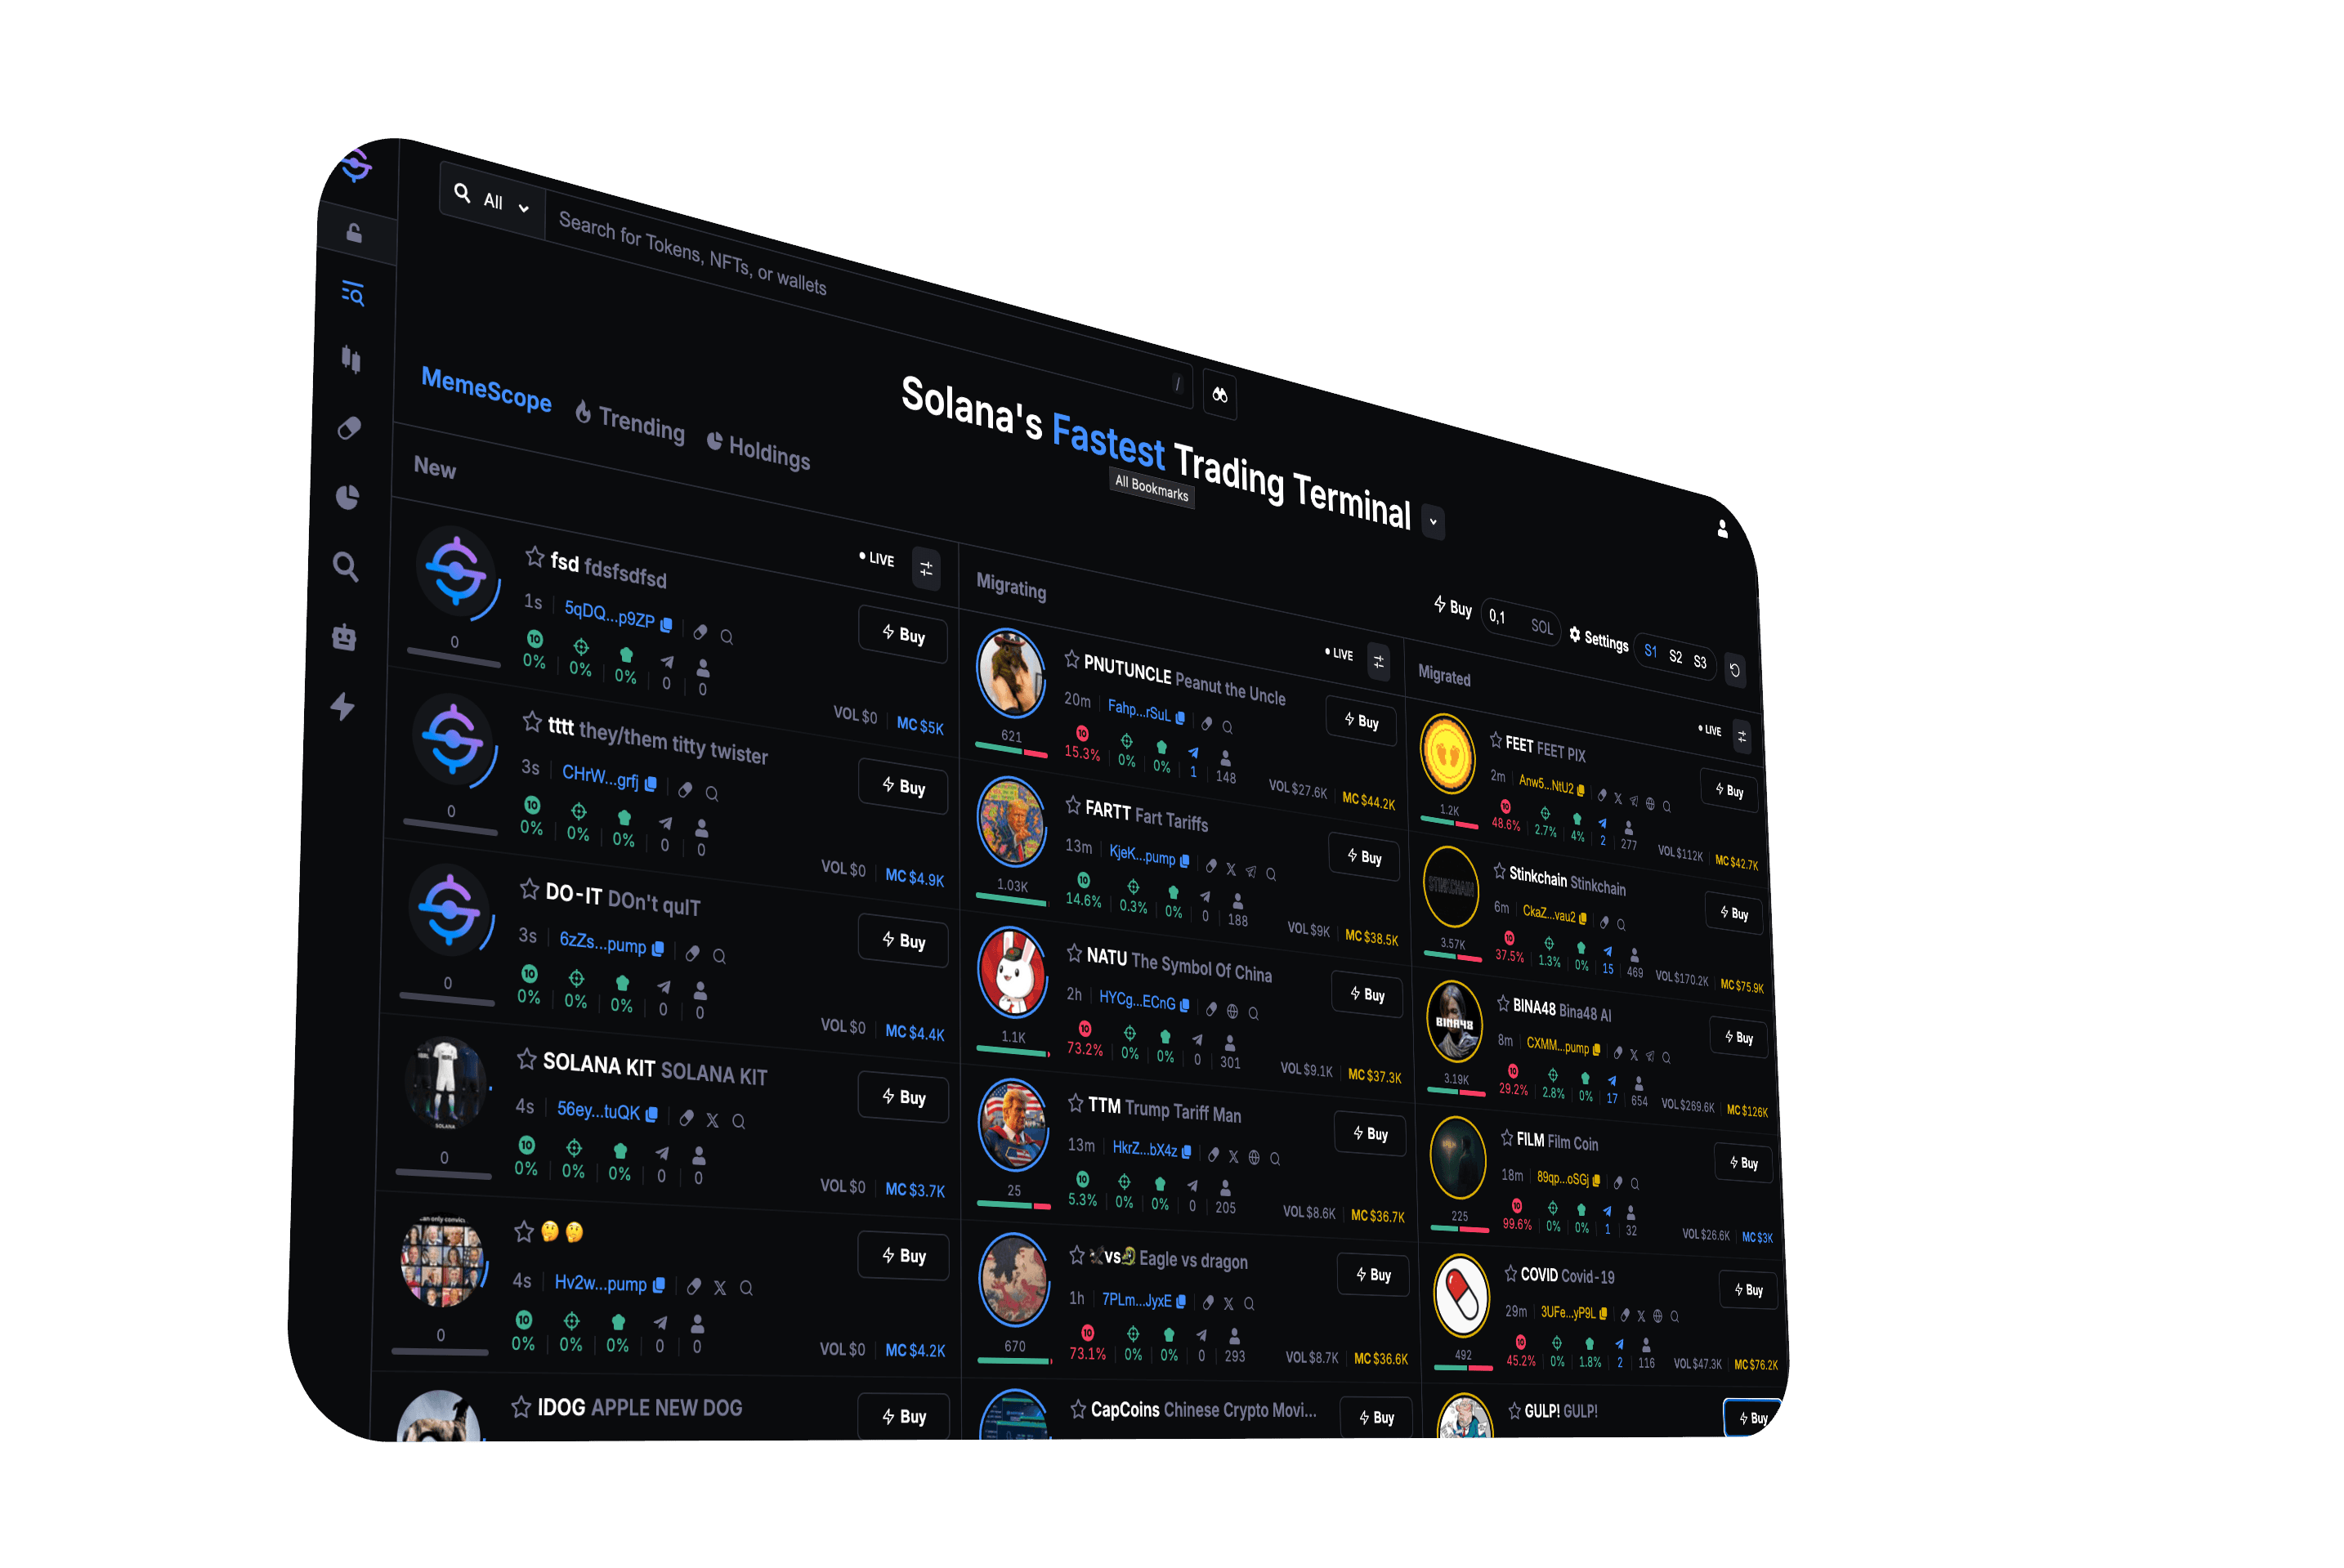 All
Search for Tokens, NFTs, or wallets
/
MemeScope Trending Holdings
Solana's Fastest Trading Terminal
All Bookmarks
Buy 0,1 SOL Settings S1 S2 S3
New
LIVE
fsd fdsfsdfsd
1s 5qDQ...p9ZP
Buy
0
10
0% 0% 0% 0 0
VOL $0 MC $5K
tttt they/them titty twister
3s CHrW...grfj
Buy
0
10
0% 0% 0% 0 0
VOL $0 MC $4.9K
DO-IT DOn't quIT
3s 6zZs...pump
Buy
0
10
0% 0% 0% 0 0
VOL $0 MC $4.4K
SOLANA KIT SOLANA KIT
4s 56ey...tuQK
Buy
SOLANA
0
10
0% 0% 0% 0 0
VOL $0 MC $3.7K
🤔 🤔
4s Hv2w...pump
Buy
0
10
0% 0% 0% 0 0
VOL $0 MC $4.2K
IDOG APPLE NEW DOG
Buy
Migrating
LIVE
PNUTUNCLE Peanut the Uncle
20m Fahp...rSuL
Buy
621
10
15.3% 0% 0% 1 148
VOL $27.6K MC $44.2K
FARTT Fart Tariffs
13m KjeK...pump
Buy
1.03K
10
14.6% 0.3% 0% 0 188
VOL $9K MC $38.5K
NATU The Symbol Of China
2h HYCg...ECnG
Buy
1.1K
10
73.2% 0% 0% 0 301
VOL $9.1K MC $37.3K
TTM Trump Tariff Man
13m HkrZ...bX4z
Buy
25
10
5.3% 0% 0% 0 205
VOL $8.6K MC $36.7K
🦅vs🐉 Eagle vs dragon
1h 7PLm...JyxE
Buy
670
10
73.1% 0% 0% 0 293
VOL $8.7K MC $36.6K
CapCoins Chinese Crypto Movi...
Buy
Migrated
LIVE
FEET FEET PIX
2m Anw5...NtU2
Buy
1.2K
10
48.6% 2.7% 4% 2 277
VOL $112K MC $42.7K
Stinkchain Stinkchain
6m CkaZ...vau2
Buy
STINKCHAIN
3.57K
10
37.5% 1.3% 0% 15 469
VOL $170.2K MC $75.9K
BINA48 Bina48 AI
8m CXMM...pump
Buy
BINA48
3.19K
10
29.2% 2.8% 0% 17 654
VOL $269.6K MC $126K
FILM Film Coin
18m 89qp...oSGj
Buy
225
10
99.6% 0% 0% 1 32
VOL $26.6K MC $3K
COVID Covid-19
29m 3UFe...yP9L
Buy
492
10
45.2% 0% 1.8% 2 116
VOL $47.3K MC $76.2K
GULP! GULP!
Buy